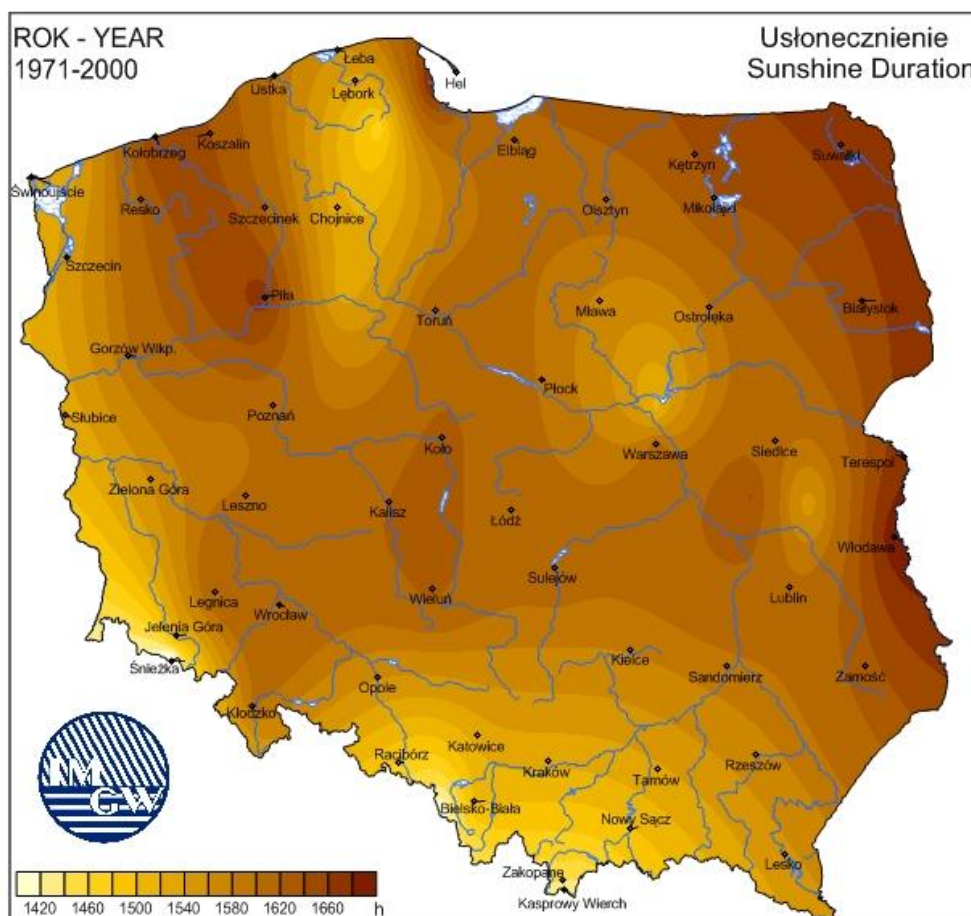 ROK - YEAR
1971-2000
Usłonecznienie
Sunshine Duration
Łeba
Ustka
Lębork
Hel
Kołobrzeg
Koszalin
Elbląg
Kętrzyn
Suwałki
Świnoujście
Resko
Szczecinek
Chojnice
Olsztyn
Mikołajki
Szczecin
Piła
Toruń
Mława
Ostrołęka
Białystok
Gorzów Wlkp.
Płock
Słubice
Poznań
Koło
Warszawa
Siedlce
Terespol
Zielona Góra
Leszno
Kalisz
Łódź
Włodawa
Sulejów
Legnica
Wrocław
Wieluń
Lublin
Jelenia Góra
Śnieżka
Kielce
Sandomierz
Zamość
Opole
Kłodzko
Katowice
Racibórz
Kraków
Tarnów
Rzeszów
Bielsko-Biała
Nowy Sącz
Lesko
Zakopane
Kasprowy Wierch
IM
GW
1420 1460 1500 1540 1580 1620 1660 h